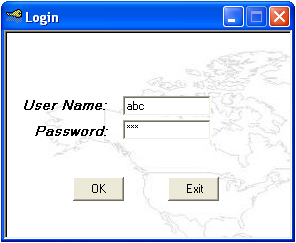 Login
User Name: abc
Password: ***
OK Exit